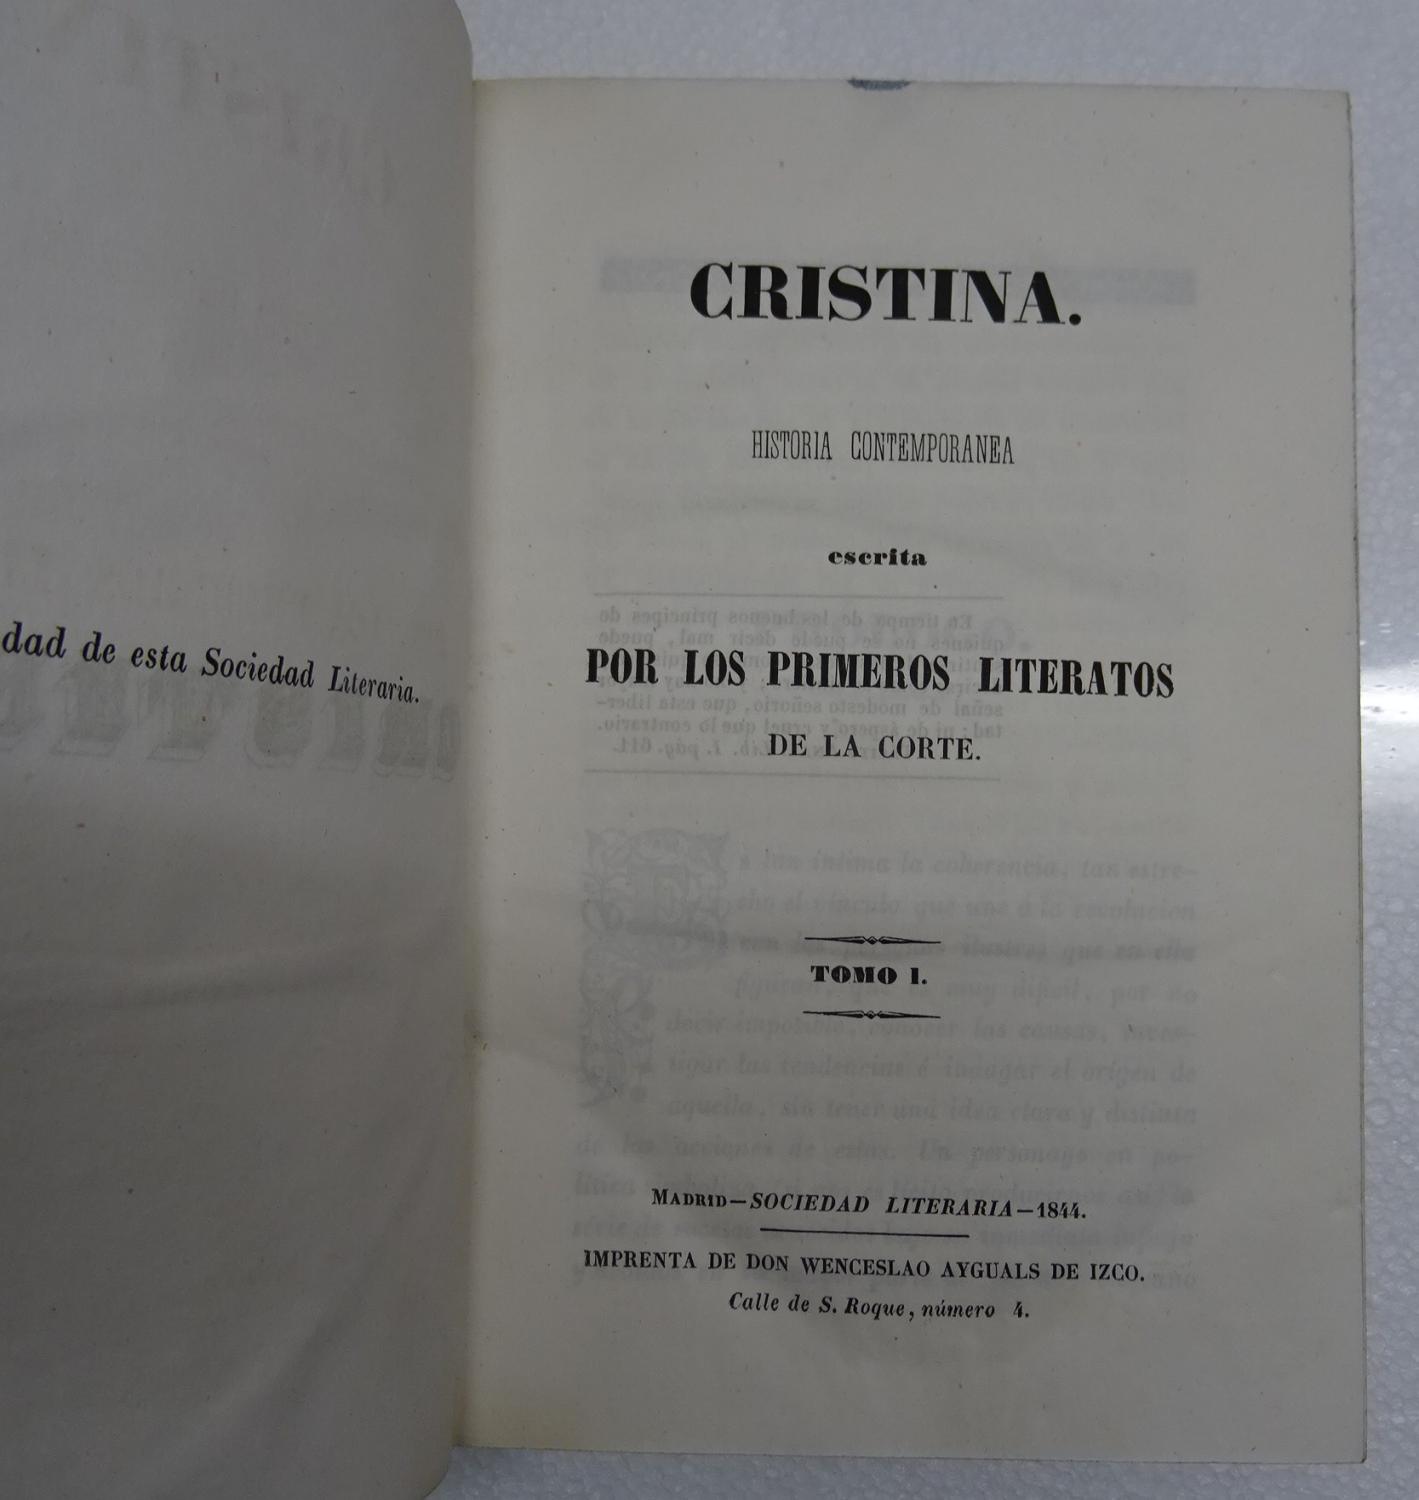 dad de esta Sociedad Literaria.
CRISTINA.
HISTORIA CONTEMPORANEA
escrita
POR LOS PRIMEROS LITERATOS
DE LA CORTE.
TOMO I.
MADRID—SOCIEDAD LITERARIA—1844.
IMPRENTA DE DON WENCESLAO AYGUALS DE IZCO.
Calle de S. Roque, número 4.